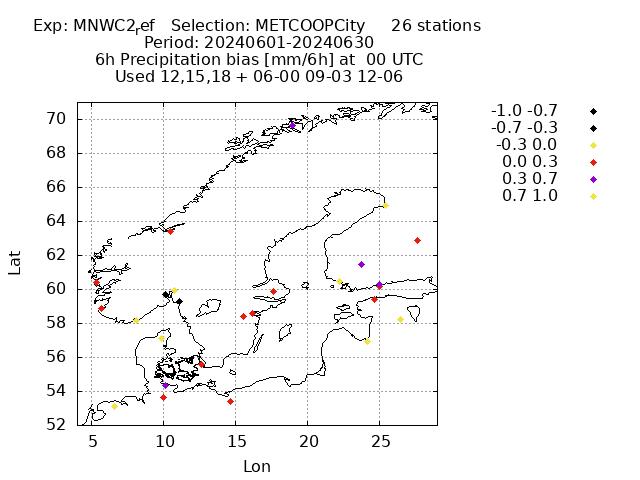 Exp: MNWC2ref   Selection: METCOOPCity     26 stations
Period: 20240601-20240630
6h Precipitation bias [mm/6h] at  00 UTC
Used 12,15,18 + 06-00 09-03 12-06
-1.0 -0.7
-0.7 -0.3
-0.3 0.0
0.0 0.3
0.3 0.7
0.7 1.0
70
68
66
64
62
60
58
56
54
52
Lat
5 10 15 20 25
Lon